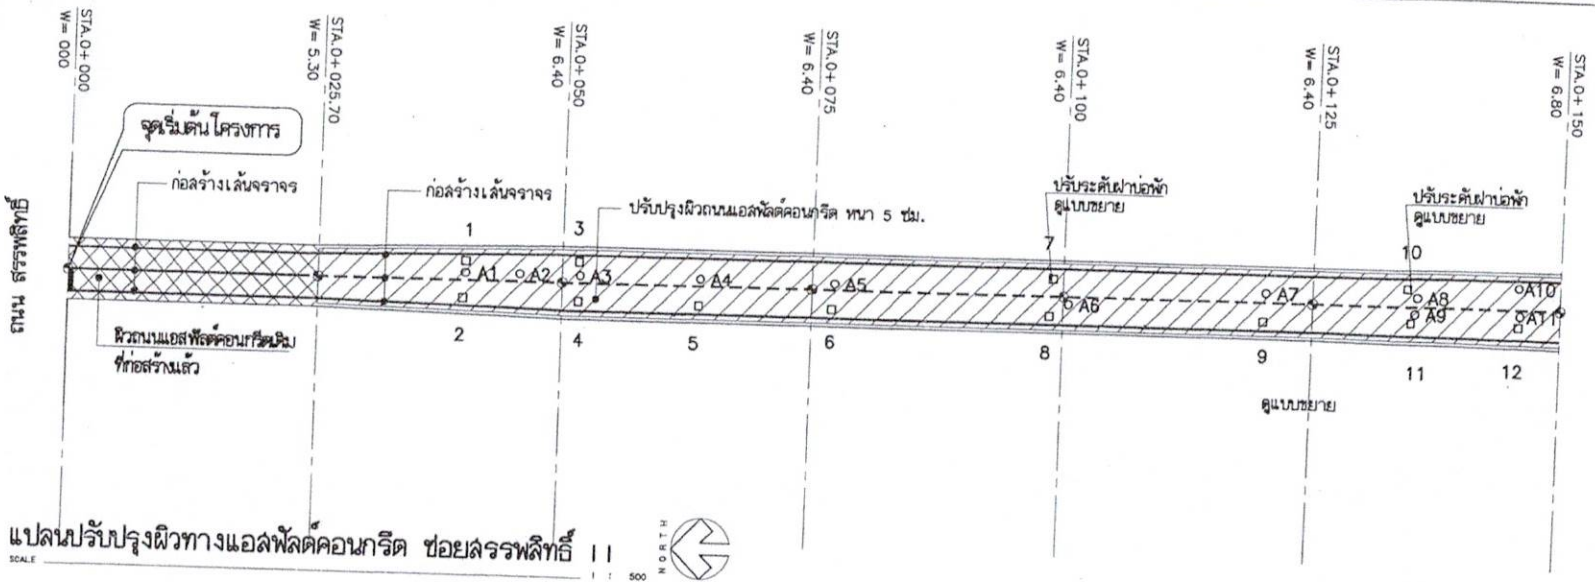 STA.0+000
W= 000
STA.0+025.70
W= 5.30
STA.0+050
W= 6.40
STA.0+075
W= 6.40
STA.0+100
W= 6.40
STA.0+125
W= 6.40
STA.0+150
W= 6.80
จุดเริ่มต้นโครงการ
ก่อสร้างเส้นจราจร
ก่อสร้างเส้นจราจร
ปรับปรุงผิวถนนแอสฟัลต์คอนกรีต หนา 5 ซม.
ปรับระดับฝาบ่อพัก
ดูแบบขยาย
ปรับระดับฝาบ่อพัก
ดูแบบขยาย
ถนน สรรพสิทธิ์
1
3
7
10
A1
A2
A3
A4
A5
A6
A7
A8
A9
A10
A11
2
4
5
6
8
9
11
12
ผิวถนนแอสฟัลต์คอนกรีตเดิม
ที่ก่อสร้างแล้ว
ดูแบบขยาย
แปลนปรับปรุงผิวทางแอสฟัลต์คอนกรีต ซอยสรรพสิทธิ์ 11
SCALE 1 : 500
NORTH